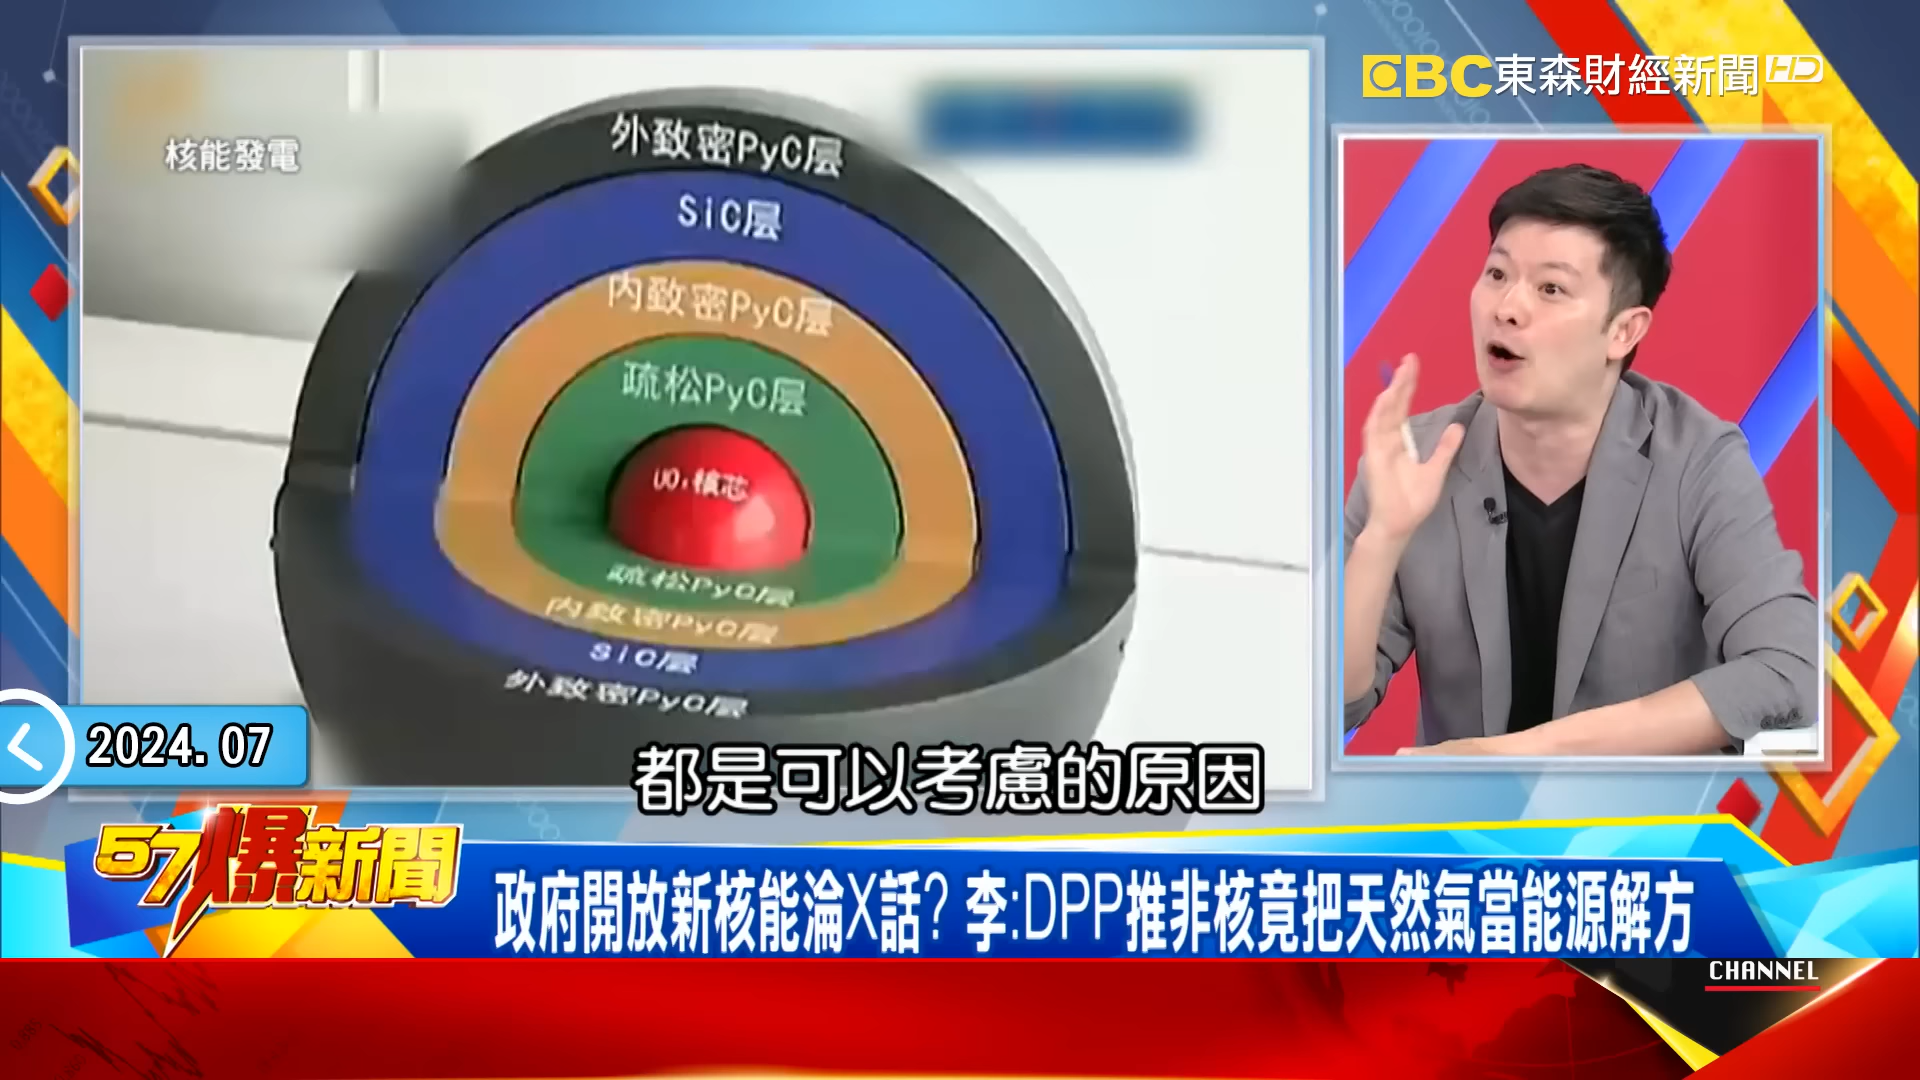 EBC東森財經新聞HD
核能發電
外致密PyC层
SiC层
内致密PyC层
疏松PyC层
UO₂核芯
疏松PyC层
内致密PyC层
SiC层
外致密PyC层
2024.07
都是可以考慮的原因
57爆新聞
政府開放新核能淪X話? 李:DPP推非核竟把天然氣當能源解方
CHANNEL